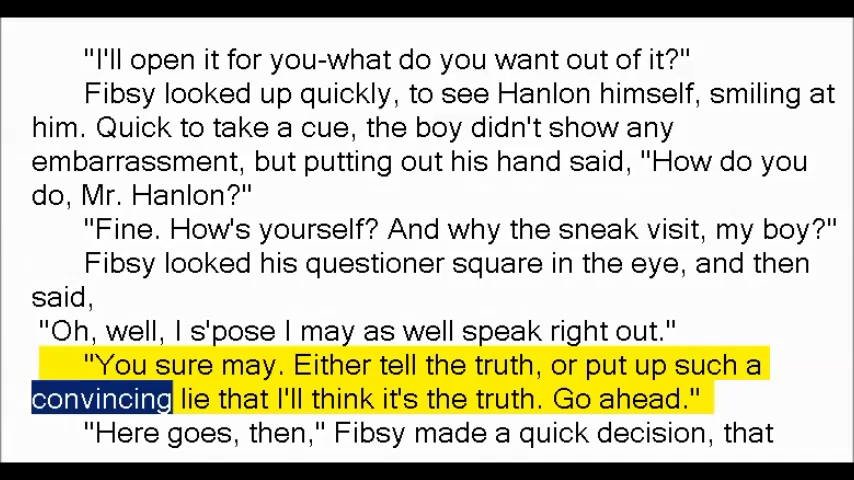 "I'll open it for you-what do you want out of it?"
Fibsy looked up quickly, to see Hanlon himself, smiling at
him. Quick to take a cue, the boy didn't show any
embarrassment, but putting out his hand said, "How do you
do, Mr. Hanlon?"
"Fine. How's yourself? And why the sneak visit, my boy?"
Fibsy looked his questioner square in the eye, and then
said,
"Oh, well, I s'pose I may as well speak right out."
"You sure may. Either tell the truth, or put up such a
convincing lie that I'll think it's the truth. Go ahead."
"Here goes, then," Fibsy made a quick decision, that